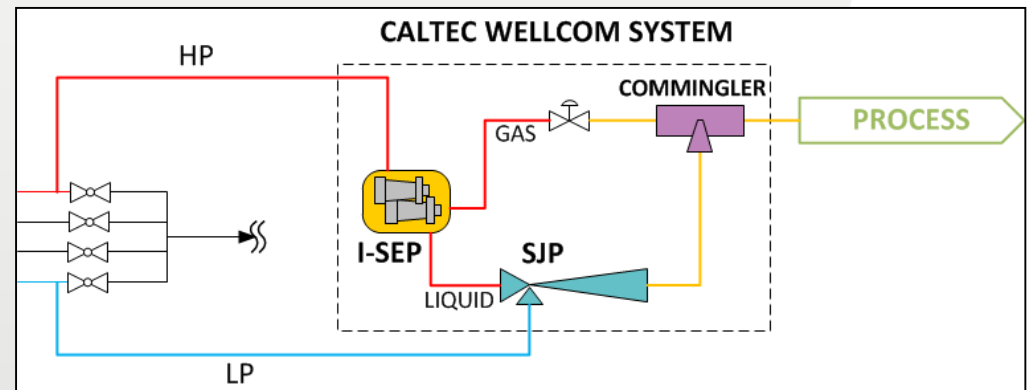 CALTEC WELLCOM SYSTEM
HP
COMMINGLER
GAS
PROCESS
I-SEP
SJP
LIQUID
LP